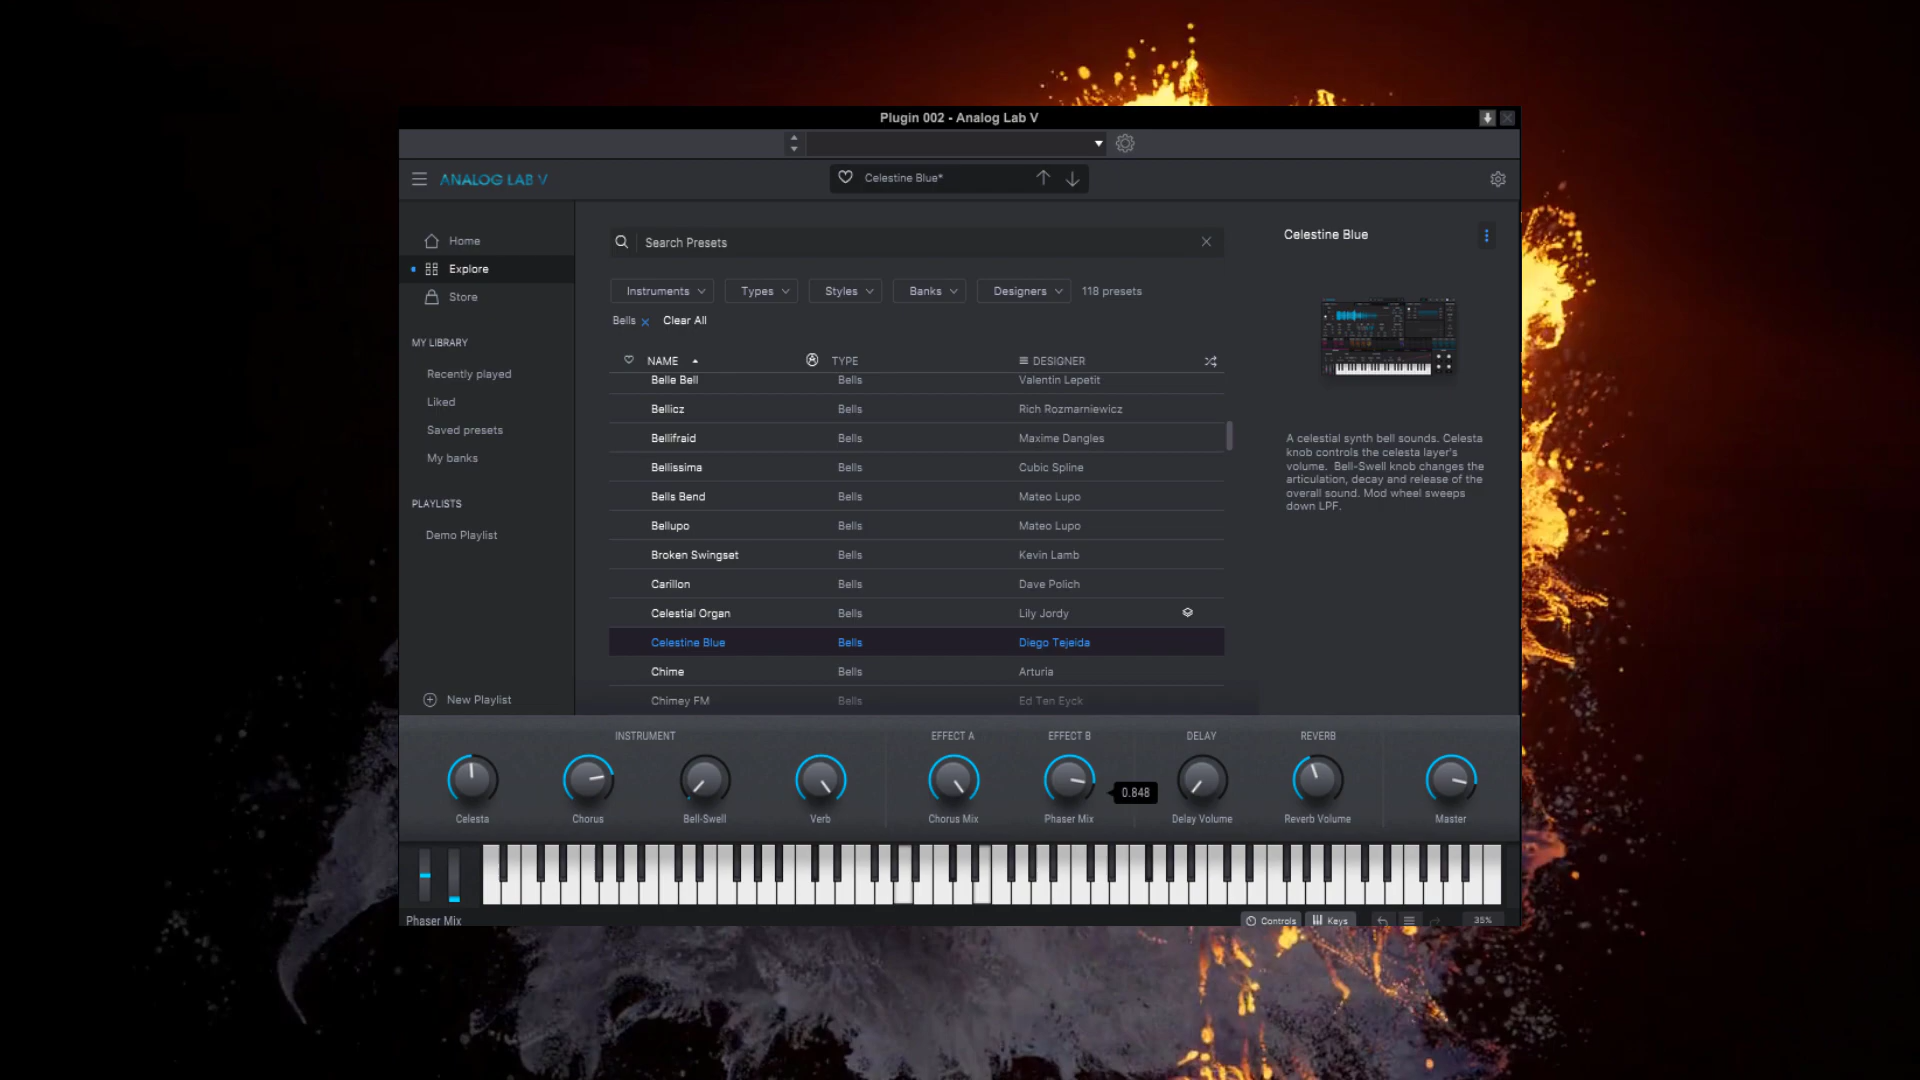 Plugin 002 - Analog Lab V
ANALOG LAB V
Celestine Blue*
Home
Explore
Store
MY LIBRARY
Recently played
Liked
Saved presets
My banks
PLAYLISTS
Demo Playlist
New Playlist
Search Presets
Instruments Types Styles Banks Designers 118 presets
Bells Clear All
NAME TYPE DESIGNER
Belle Bell Bells Valentin Lepetit
Bellicz Bells Rich Rozmarniewicz
Bellifraid Bells Maxime Dangles
Bellissima Bells Cubic Spline
Bells Bend Bells Mateo Lupo
Bellupo Bells Mateo Lupo
Broken Swingset Bells Kevin Lamb
Carillon Bells Dave Polich
Celestial Organ Bells Lily Jordy
Celestine Blue Bells Diego Tejeida
Chime Bells Arturia
Chimey FM Bells Ed Ten Eyck
Celestine Blue
A celestial synth bell sounds. Celesta
knob controls the celesta layer's
volume. Bell-Swell knob changes the
articulation, decay and release of the
overall sound. Mod wheel sweeps
down LPF.
INSTRUMENT EFFECT A EFFECT B DELAY REVERB
0.848
Celesta Chorus Bell-Swell Verb Chorus Mix Phaser Mix Delay Volume Reverb Volume Master
Phaser Mix Controls Keys 35%